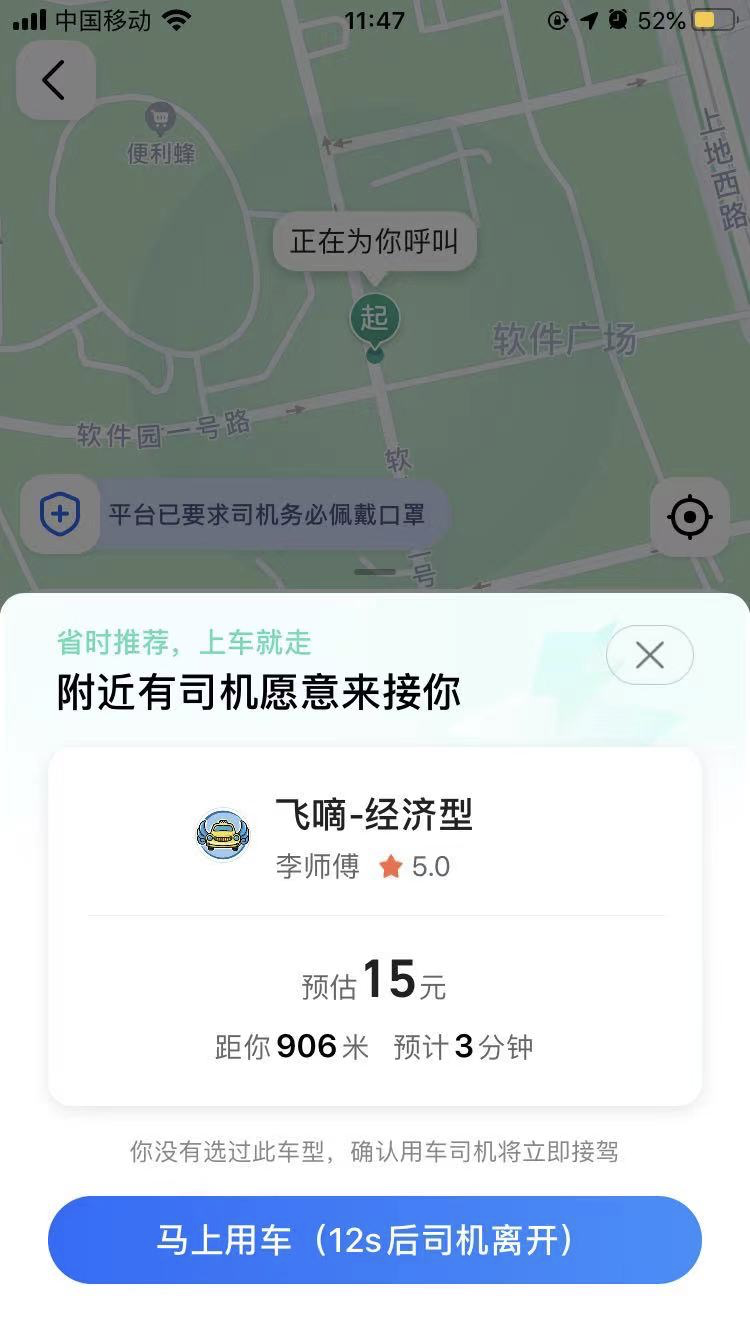 中国移动
11:47
52%
便利蜂
上地西路
正在为你呼叫
起
软件广场
软件园一号路
软
一号
平台已要求司机务必佩戴口罩
省时推荐，上车就走
附近有司机愿意来接你
飞嘀-经济型
李师傅 5.0
预估15元
距你906米 预计3分钟
你没有选过此车型，确认用车司机将立即接驾
马上用车（12s后司机离开）